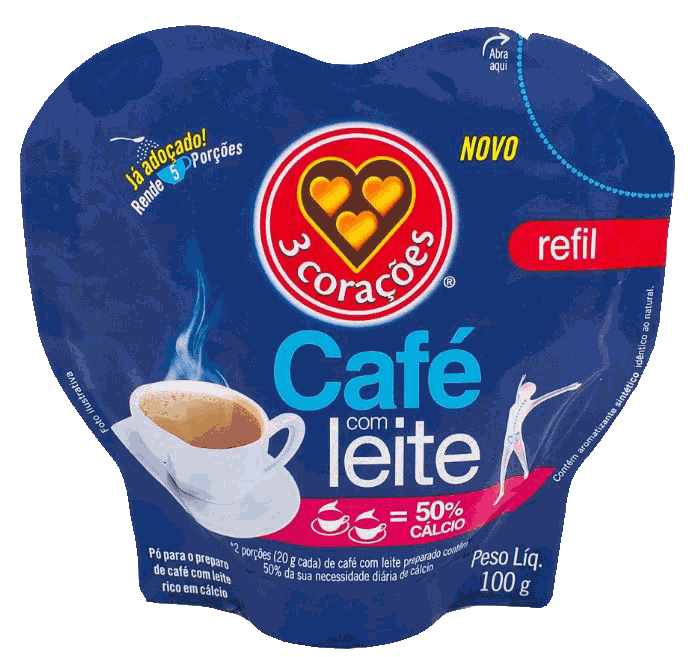 Abra
aqui
Já adoçado!
Rende 5 Porções
NOVO
3 corações
®
refil
Café
com
leite
Foto Ilustrativa
Contém aromatizante sintético idêntico ao natural.
= 50%
CÁLCIO
*2 porções (20 g cada) de café com leite preparado contém
50% da sua necessidade diária de cálcio
Pó para o preparo
de café com leite
rico em cálcio
Peso Líq.
100 g